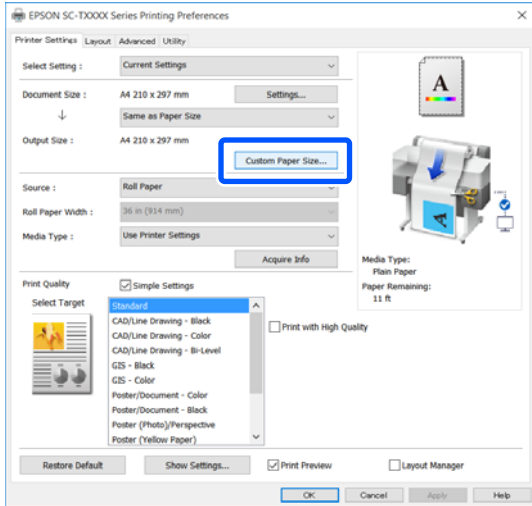 EPSON SC-TXXXX Series Printing Preferences
Printer Settings Layout Advanced Utility
Select Setting : Current Settings
Document Size : A4 210 x 297 mm Settings...
Same as Paper Size
Output Size : A4 210 x 297 mm
Custom Paper Size...
Source : Roll Paper
Roll Paper Width : 36 in (914 mm)
Media Type : Use Printer Settings
Acquire Info
A
A
Media Type:
Plain Paper
Paper Remaining:
11 ft
Print Quality Simple Settings
Select Target
Standard
CAD/Line Drawing - Black
CAD/Line Drawing - Color
CAD/Line Drawing - Bi-Level
GIS - Black
GIS - Color
Poster/Document - Color
Poster/Document - Black
Poster (Photo)/Perspective
Poster (Yellow Paper)
Print with High Quality
Restore Default Show Settings... Print Preview Layout Manager
OK Cancel Apply Help